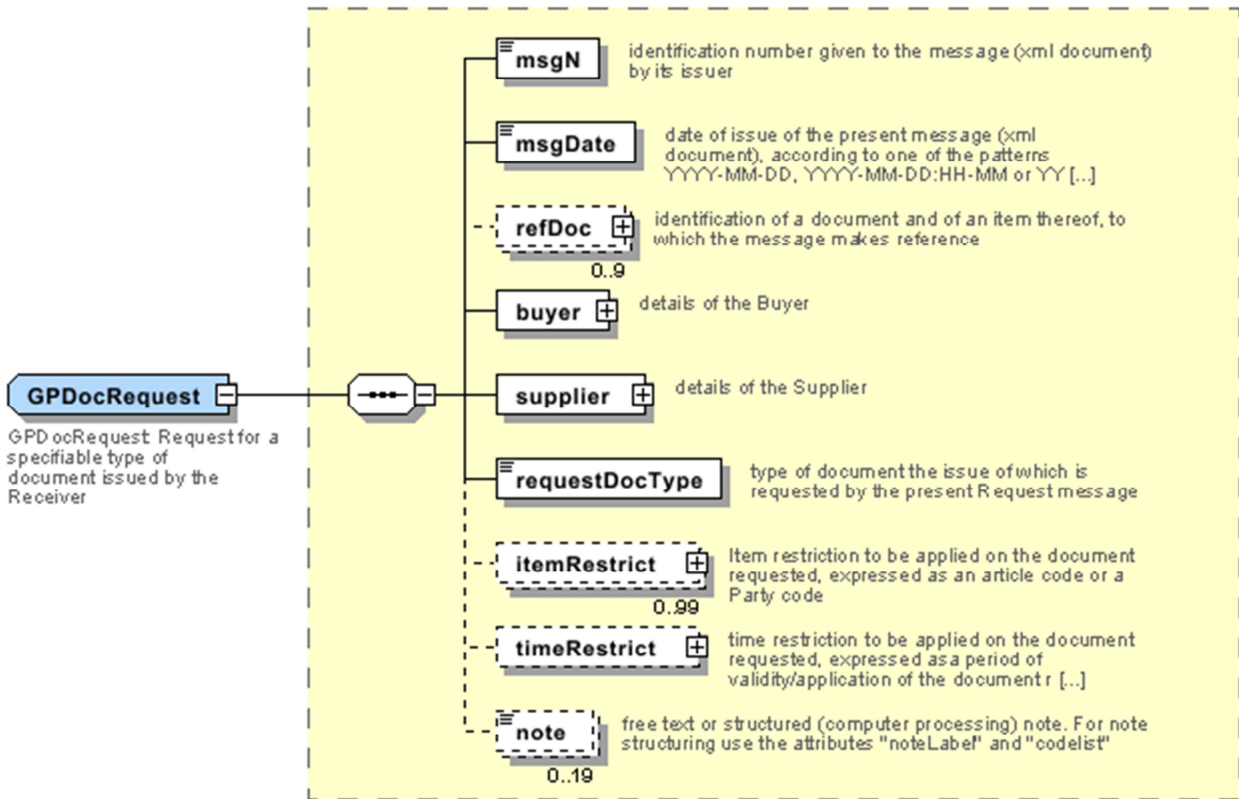 msgN
identification number given to the message (xml document)
by its issuer
msgDate
date of issue of the present message (xml
document), according to one of the patterns
YYYY-MM-DD, YYYY-MM-DD:HH-MM or YY [...]
refDoc
0..9
identification of a document and of an item thereof, to
which the message makes reference
buyer
details of the Buyer
GPDocRequest
GPDocRequest: Request for a
specifiable type of
document issued by the
Receiver
supplier
details of the Supplier
requestDocType
type of document the issue of which is
requested by the present Request message
itemRestrict
0..99
Item restriction to be applied on the document
requested, expressed as an article code or a
Party code
timeRestrict
time restriction to be applied on the document
requested, expressed asa period of
validity/application of the document r [...]
note
0..19
free text or structured (computer processing) note. For note
structuring use the attributes "noteLabel" and "codelist"